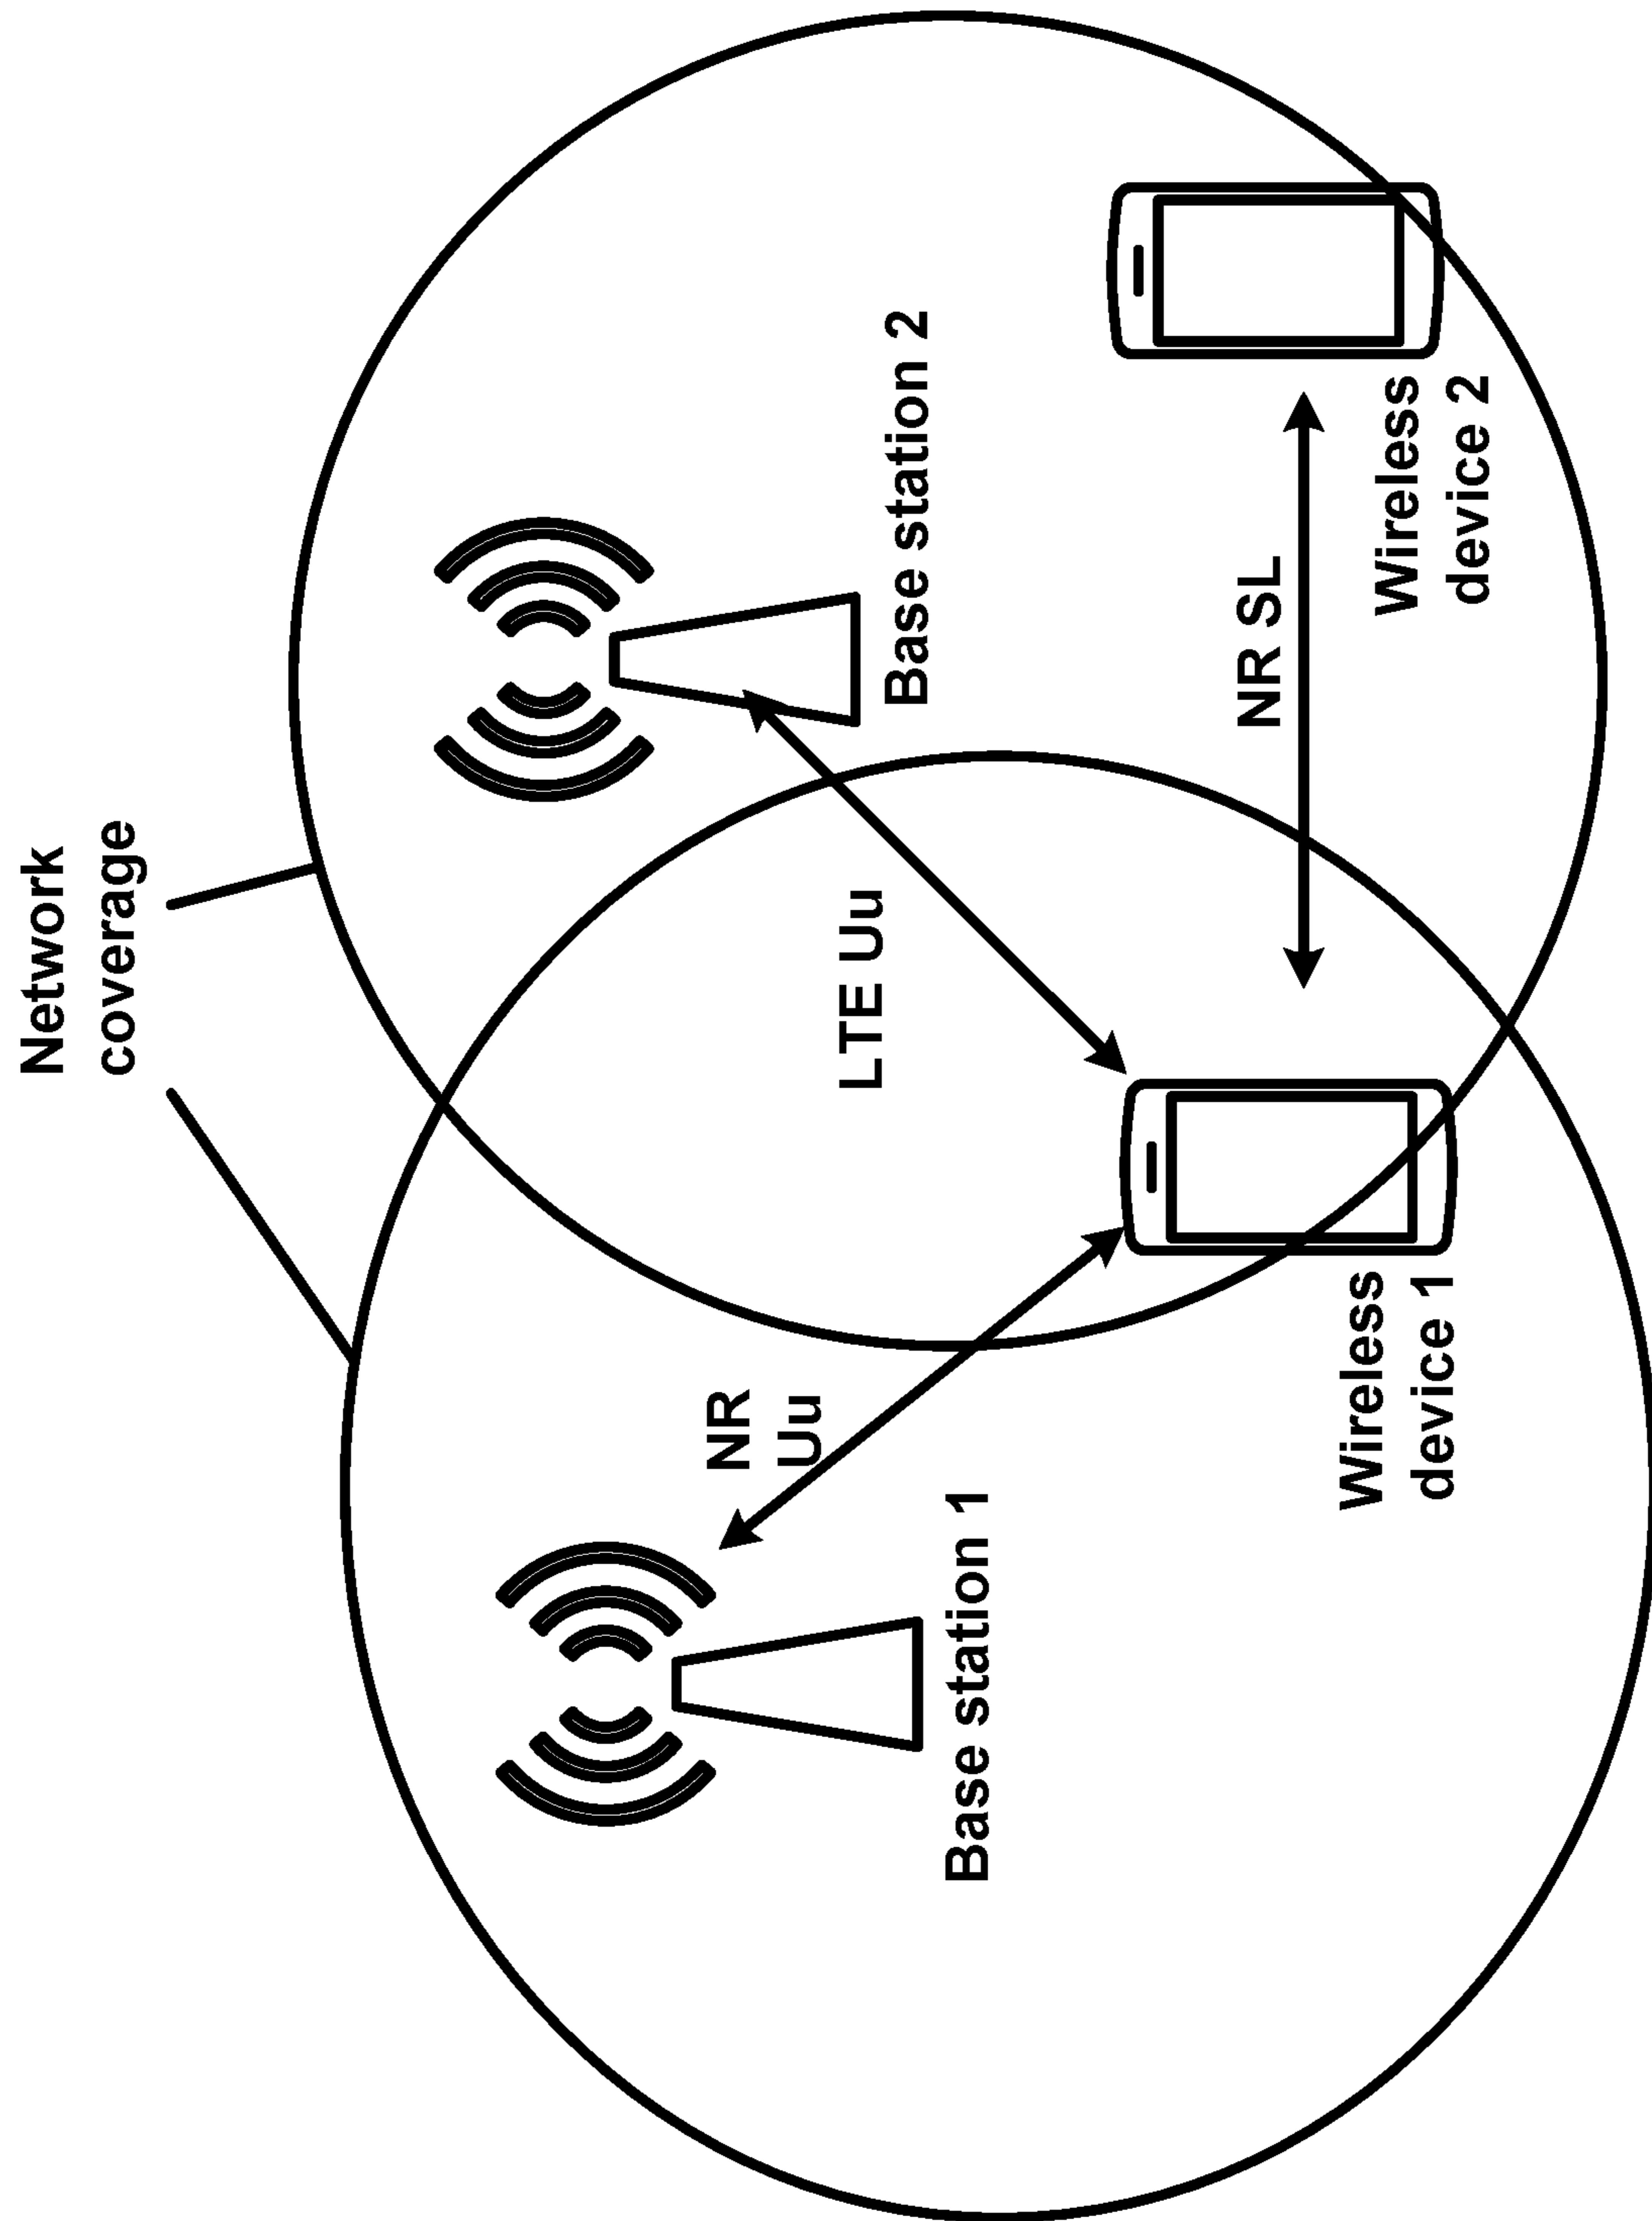 Network
coverage
Base station 2
LTE Uu
NR
Uu
Base station 1
NR SL
Wireless
device 2
Wireless
device 1